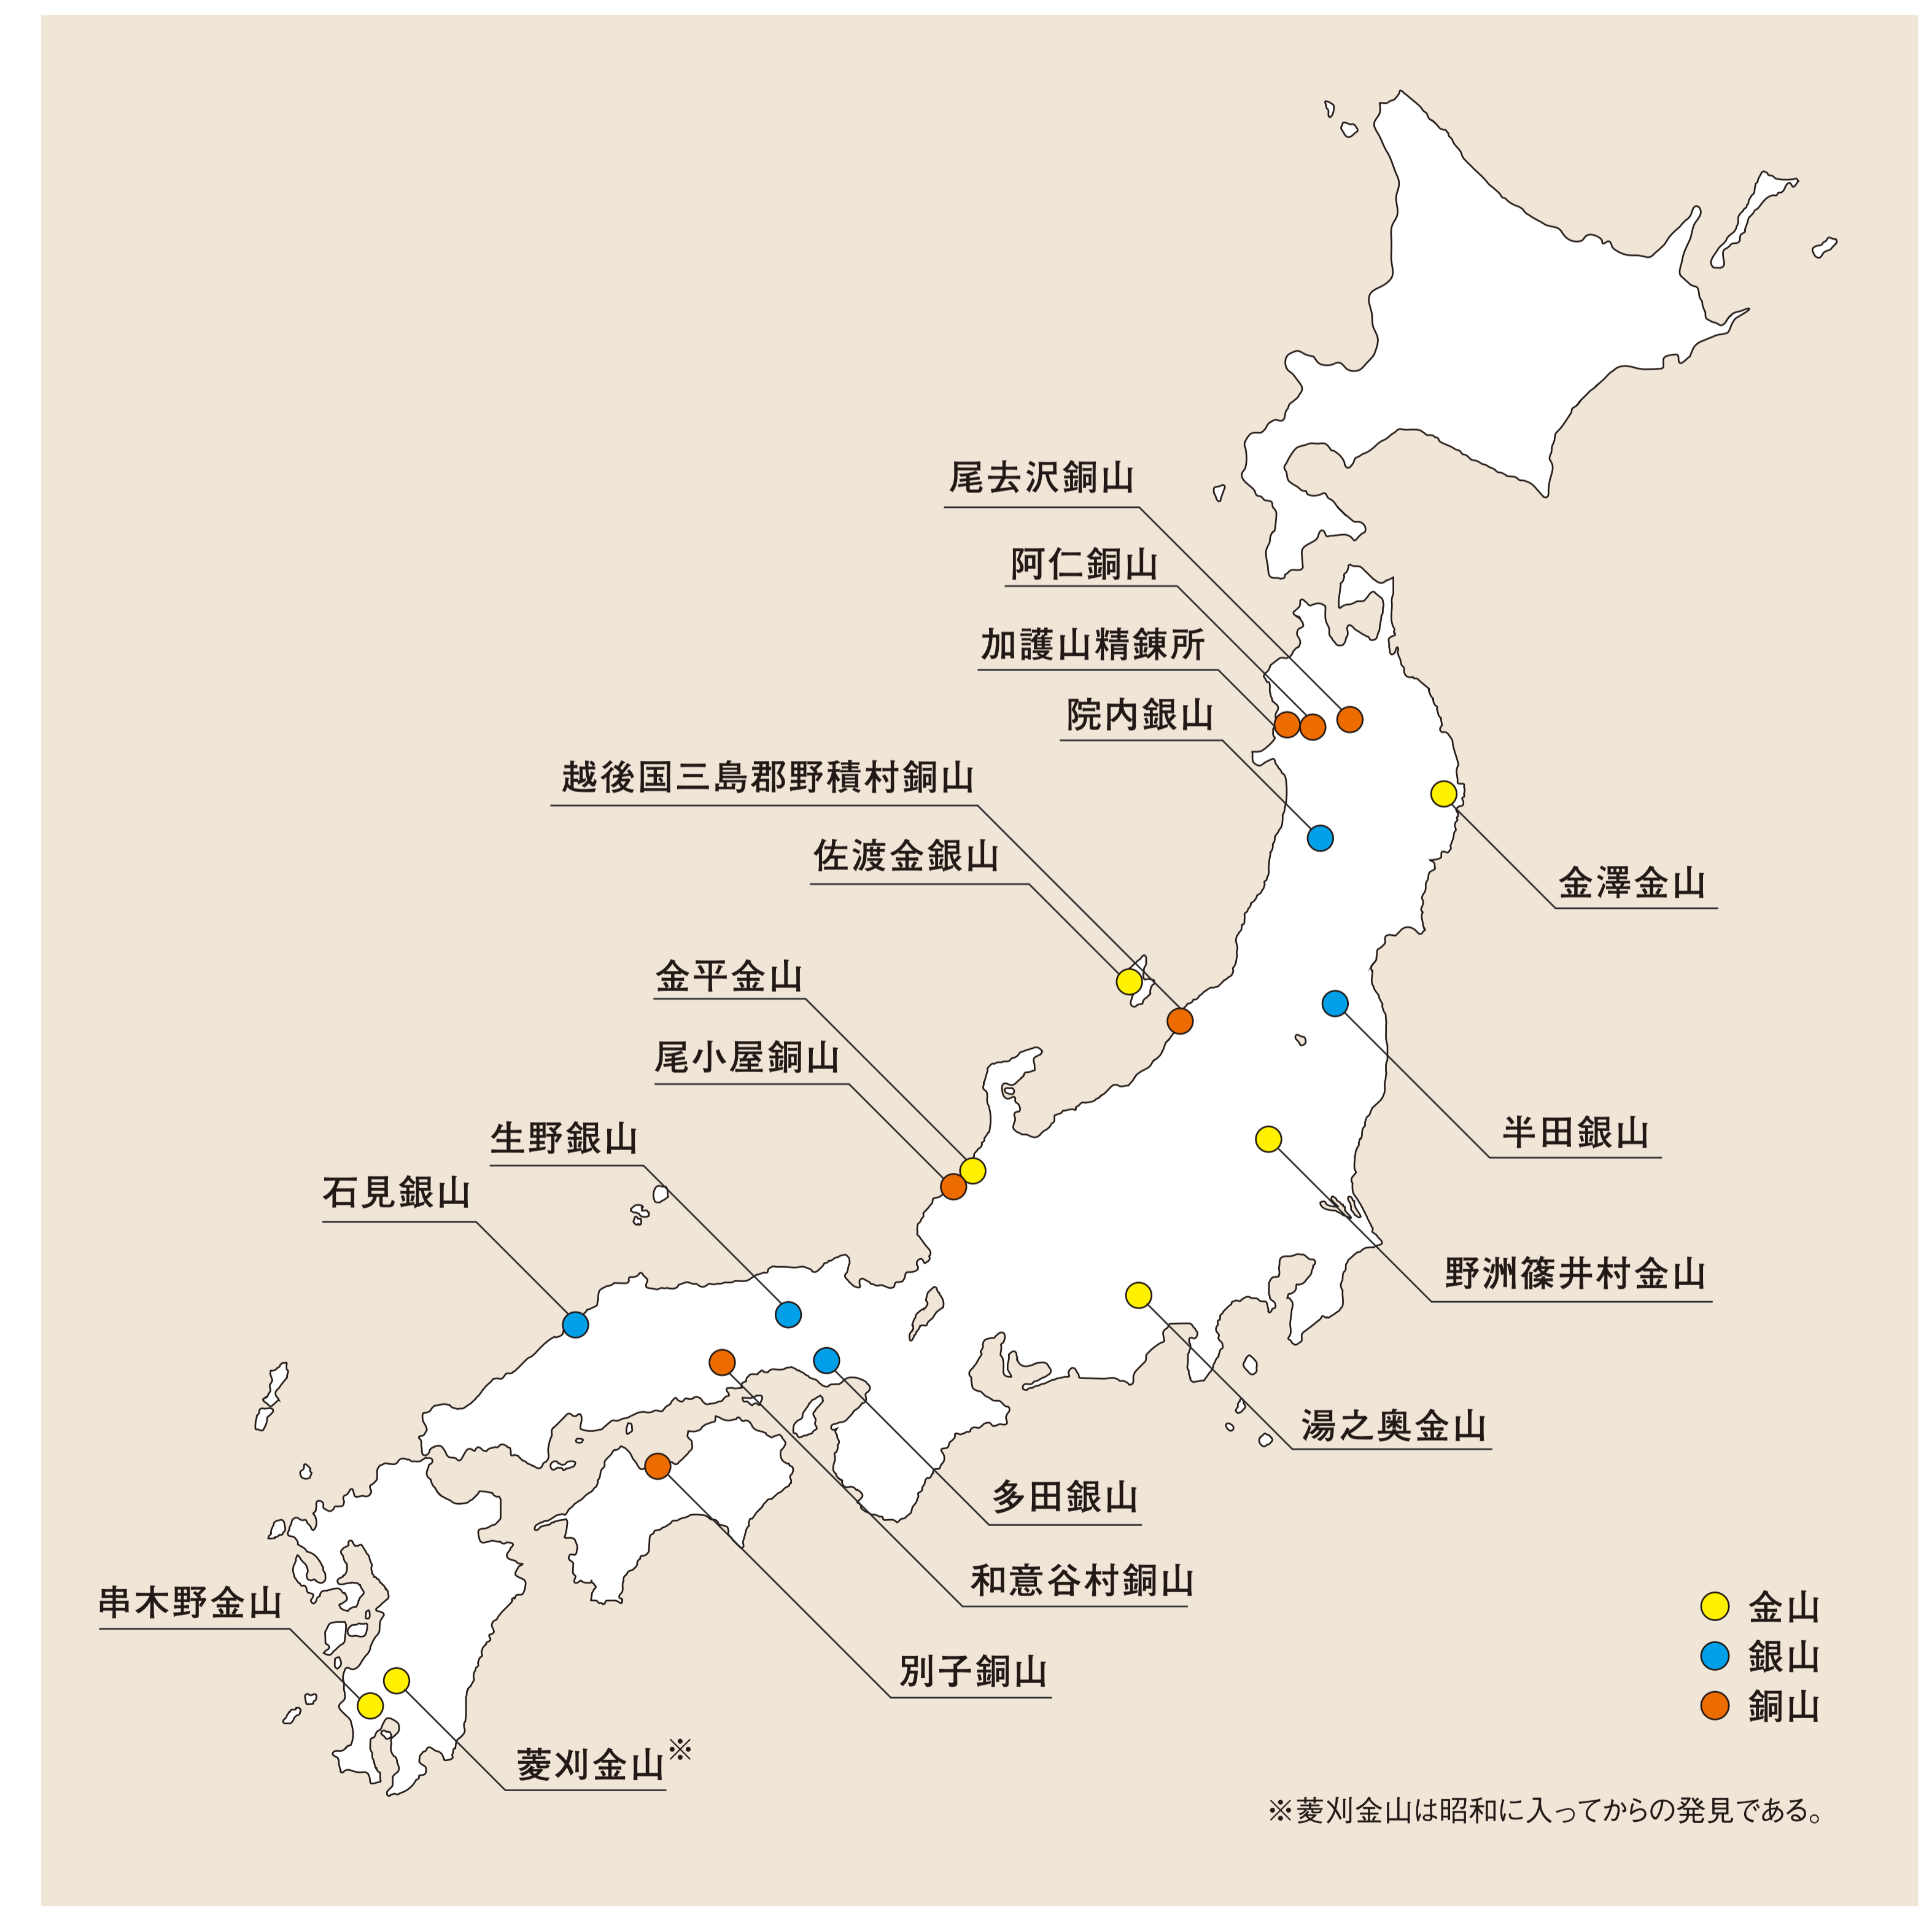 尾去沢銅山
阿仁銅山
加護山精錬所
院内銀山
越後国三島郡野積村銅山
佐渡金銀山
金澤金山
金平金山
尾小屋銅山
生野銀山
半田銀山
石見銀山
野洲篠井村金山
湯之奥金山
多田銀山
和意谷村銅山
串木野金山
別子銅山
菱刈金山※
金山
銀山
銅山
※菱刈金山は昭和に入ってからの発見である。